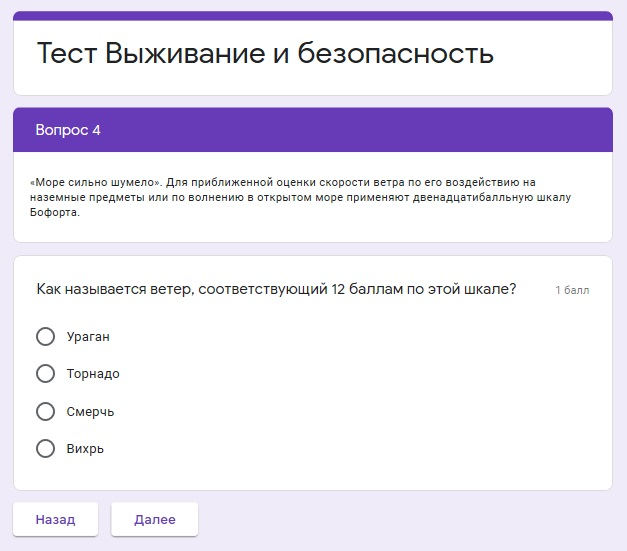 Тест Выживание и безопасность
Вопрос 4
«Море сильно шумело». Для приближенной оценки скорости ветра по его воздействию на
наземные предметы или по волнению в открытом море применяют двенадцатибалльную шкалу
Бофорта.
Как называется ветер, соответствующий 12 баллам по этой шкале? 1 балл
Ураган
Торнадо
Смерчь
Вихрь
Назад Далее